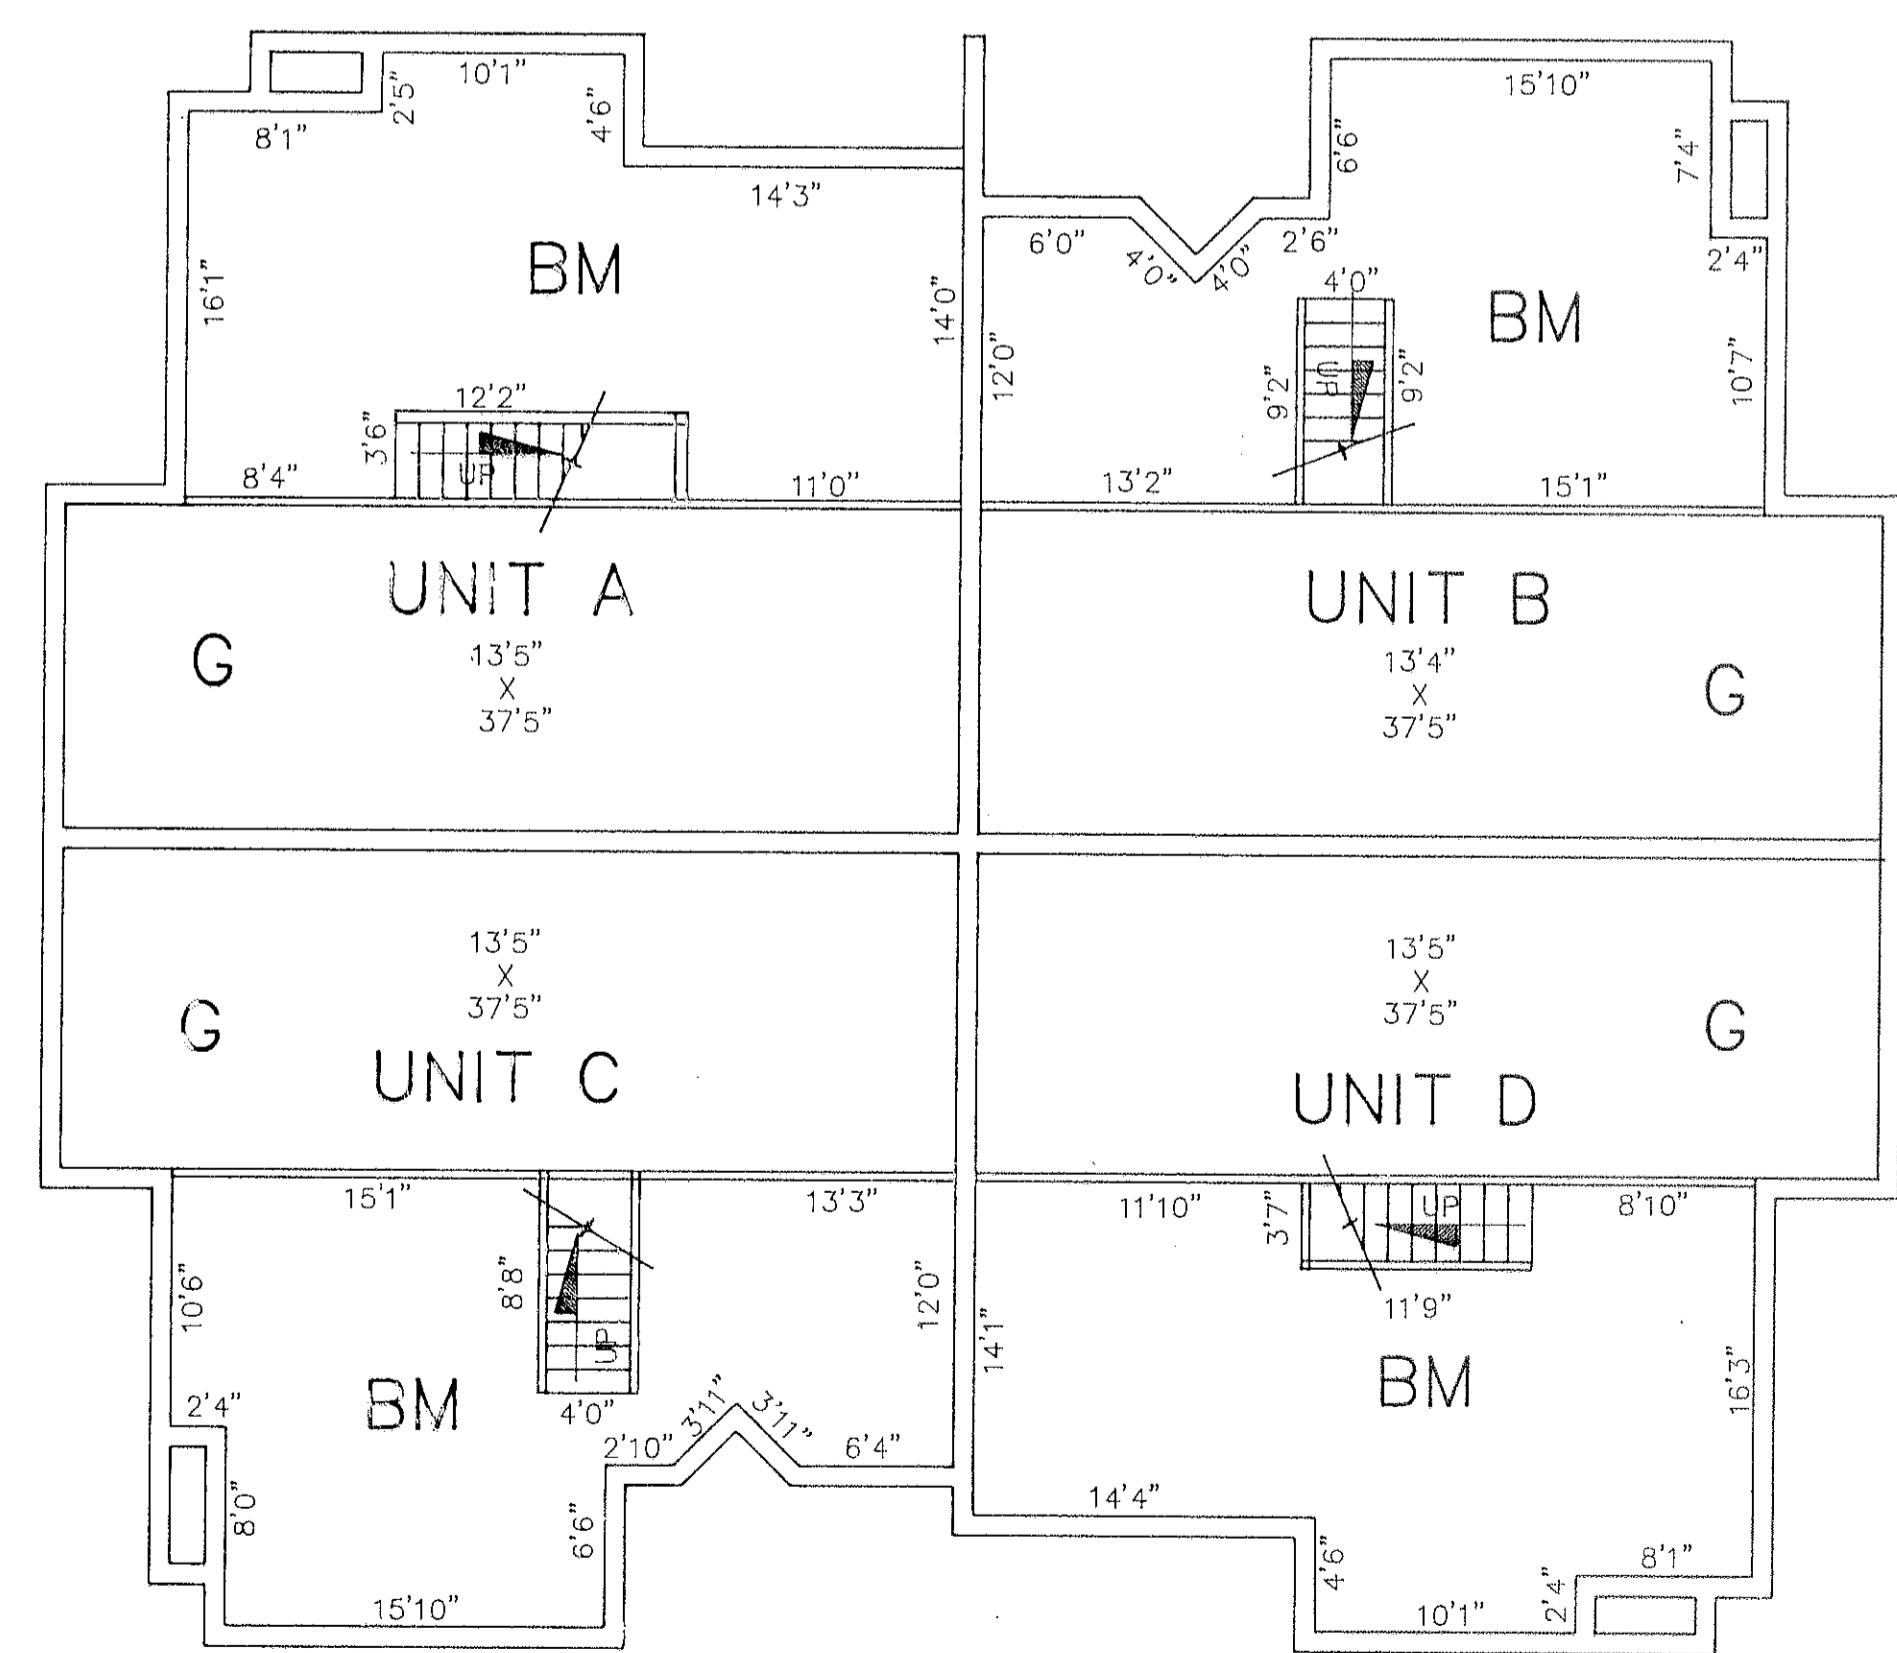 10'1"
2'5"
4'6"
8'1"
14'3"
BM
16'1"
14'0"
12'2"
3'6"
UP
8'4"
11'0"
UNIT A
G
13'5"
X
37'5"
15'10"
6'6"
7'4"
6'0"
4'0"
4'0"
2'6"
2'4"
4'0"
BM
12'0"
9'2"
UP
9'2"
10'7"
13'2"
15'1"
UNIT B
13'4"
X
37'5"
G
13'5"
X
37'5"
G
UNIT C
15'1"
13'3"
10'6"
8'8"
UP
12'0"
BM
2'4"
4'0"
2'10"
3'11"
3'11"
6'4"
8'0"
6'6"
15'10"
13'5"
X
37'5"
G
UNIT D
11'10"
3'7"
UP
8'10"
11'9"
14'1"
BM
16'3"
14'4"
4'6"
8'1"
2'4"
10'1"